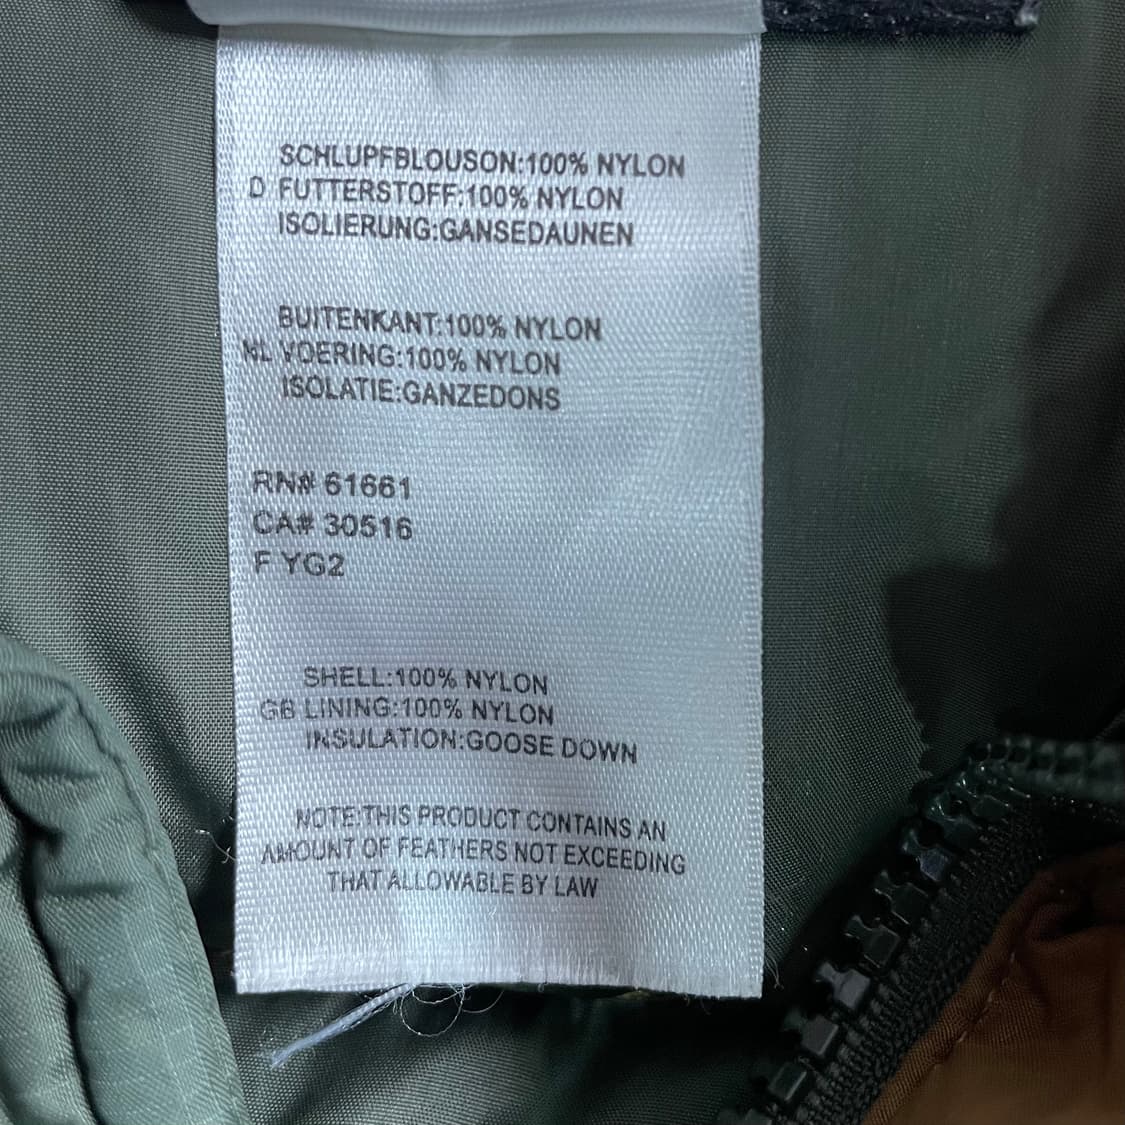 SCHLUPFBLOUSON:100% NYLON
D FUTTERSTOFF:100% NYLON
ISOLIERUNG:GANSEDAUNEN
BUITENKANT:100% NYLON
NL VOERING:100% NYLON
ISOLATIE:GANZEDONS
RN# 61661
CA# 30516
F YG2
SHELL:100% NYLON
GB LINING:100% NYLON
INSULATION:GOOSE DOWN
NOTE:THIS PRODUCT CONTAINS AN
AMOUNT OF FEATHERS NOT EXCEEDING
THAT ALLOWABLE BY LAW